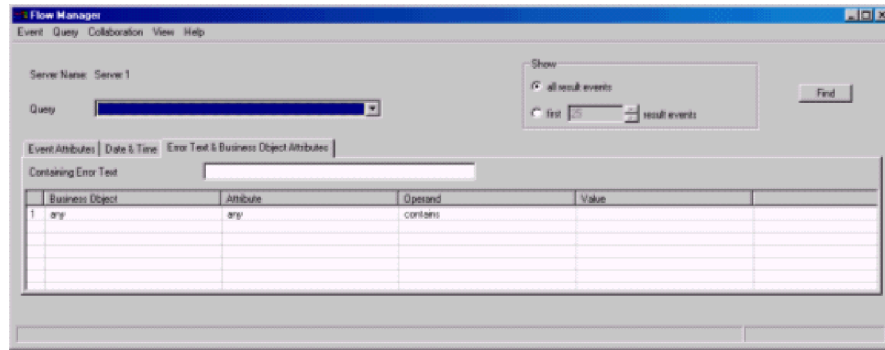 Flow Manager
Event Query Collaboration View Help
Server Name: Server 1
Query
Show
all result events
first 25 result events
Find
Event Attributes Date & Time Error Text & Business Object Attributes
Containing Error Text
Business Object Attribute Operand Value
1 any any contains